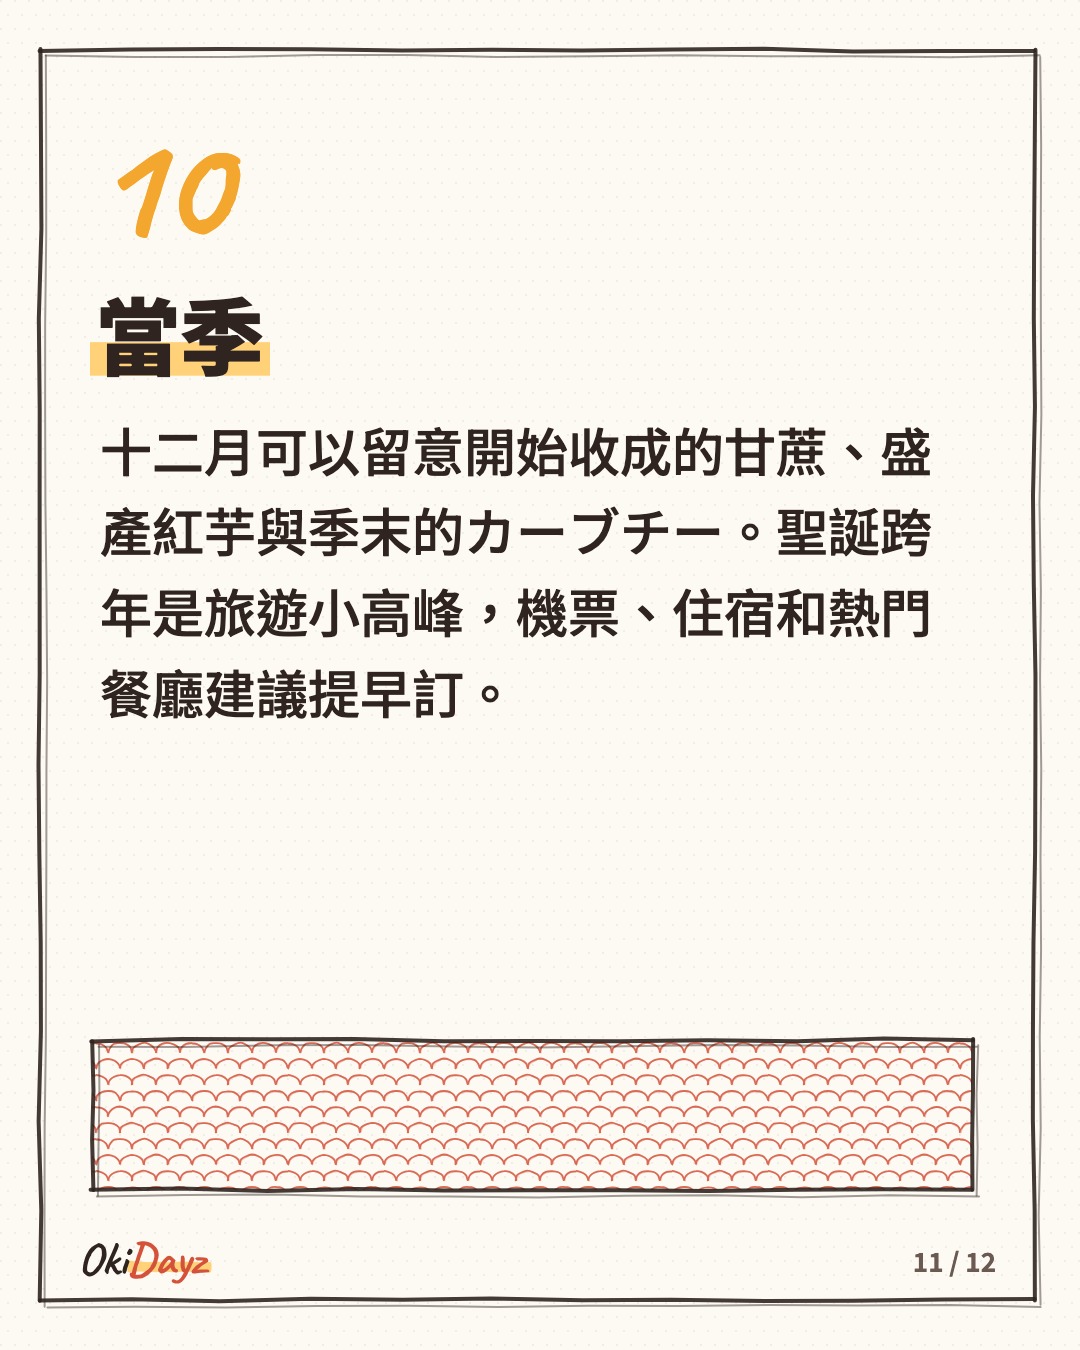 10
當季
十二月可以留意開始收成的甘蔗、盛
產紅芋與季末的カーブチー。聖誕跨
年是旅遊小高峰，機票、住宿和熱門
餐廳建議提早訂。
OkiDayz
11 / 12